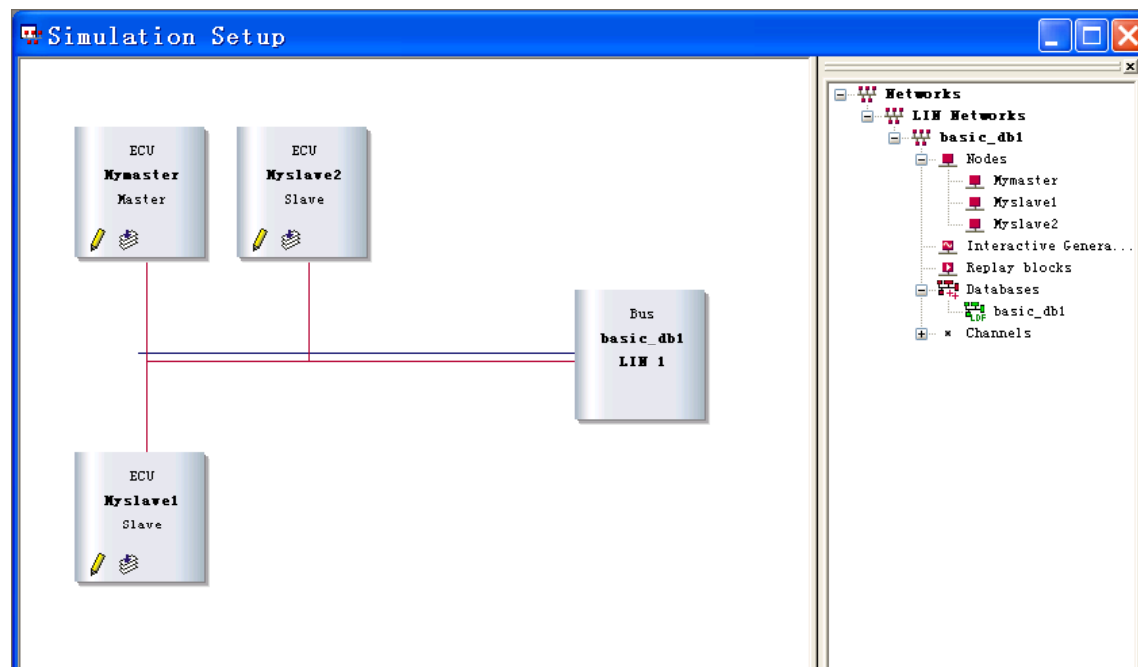 Simulation Setup
ECU
Mymaster
Master
ECU
Myslave2
Slave
Bus
basic_db1
LIN 1
ECU
Myslave1
Slave
Networks
LIN Networks
basic_db1
Nodes
Mymaster
Myslave1
Myslave2
Interactive Genera...
Replay blocks
Databases
LDF
basic_db1
Channels